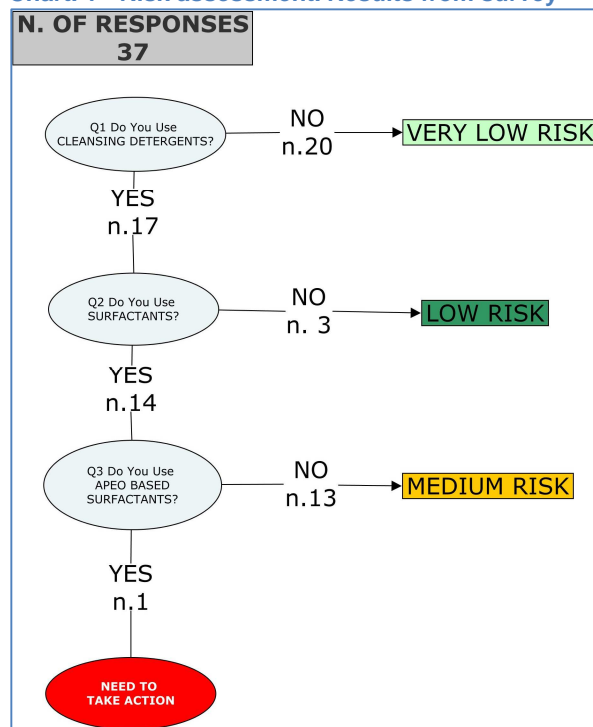 N. OF RESPONSES
37
Q1 Do You Use
CLEANSING DETERGENTS?
NO
n.20
VERY LOW RISK
YES
n.17
Q2 Do You Use
SURFACTANTS?
NO
n. 3
LOW RISK
YES
n.14
Q3 Do You Use
APEO BASED
SURFACTANTS?
NO
n.13
MEDIUM RISK
YES
n.1
NEED TO
TAKE ACTION